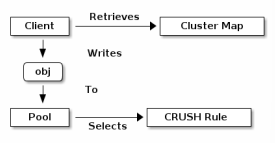 Retrieves
Client
Cluster Map
Writes
obj
To
Pool
CRUSH Rule
Selects